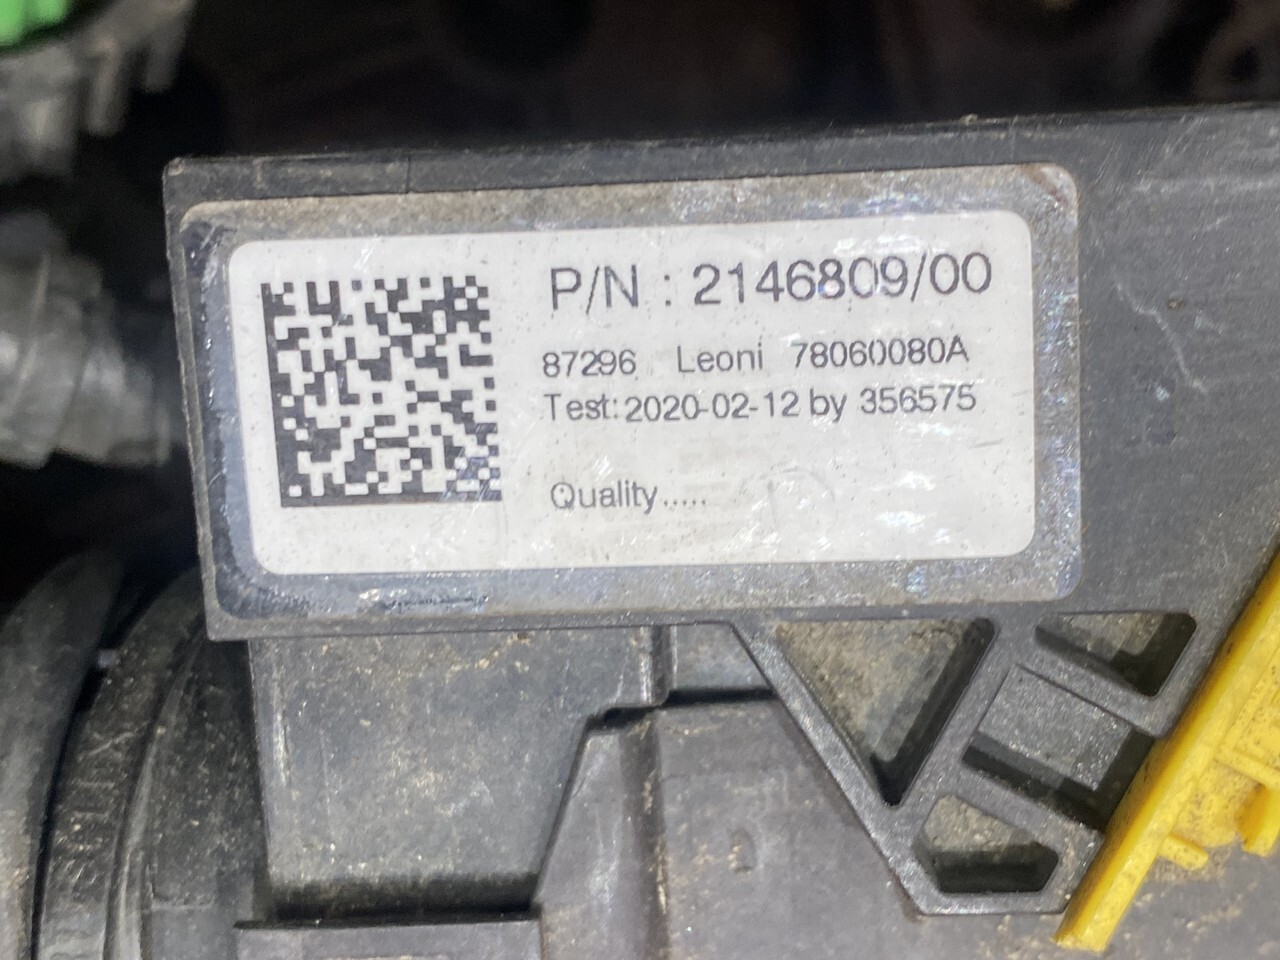 P/N : 2146809/00
87296 Leoni 78060080A
Test: 2020-02-12 by 356575
Quality.....